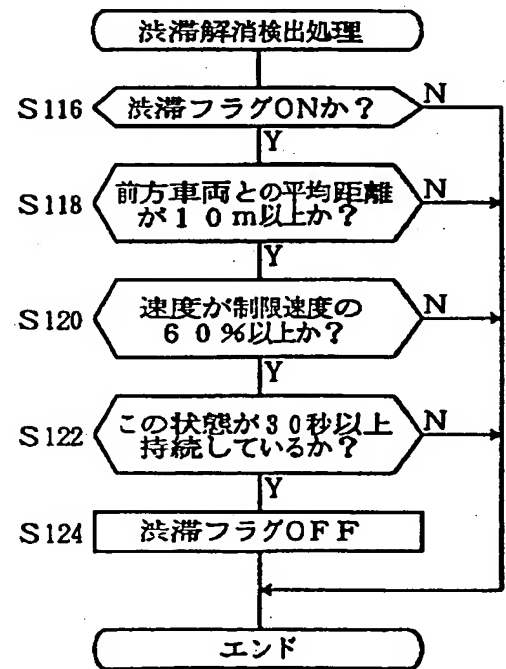 渋滞解消検出処理
S116
渋滞フラグONか?
N
Y
S118
前方車両との平均距離
が10m以上か?
N
Y
S120
速度が制限速度の
60%以上か?
N
Y
S122
この状態が30秒以上
持続しているか?
N
Y
S124
渋滞フラグOFF
エンド